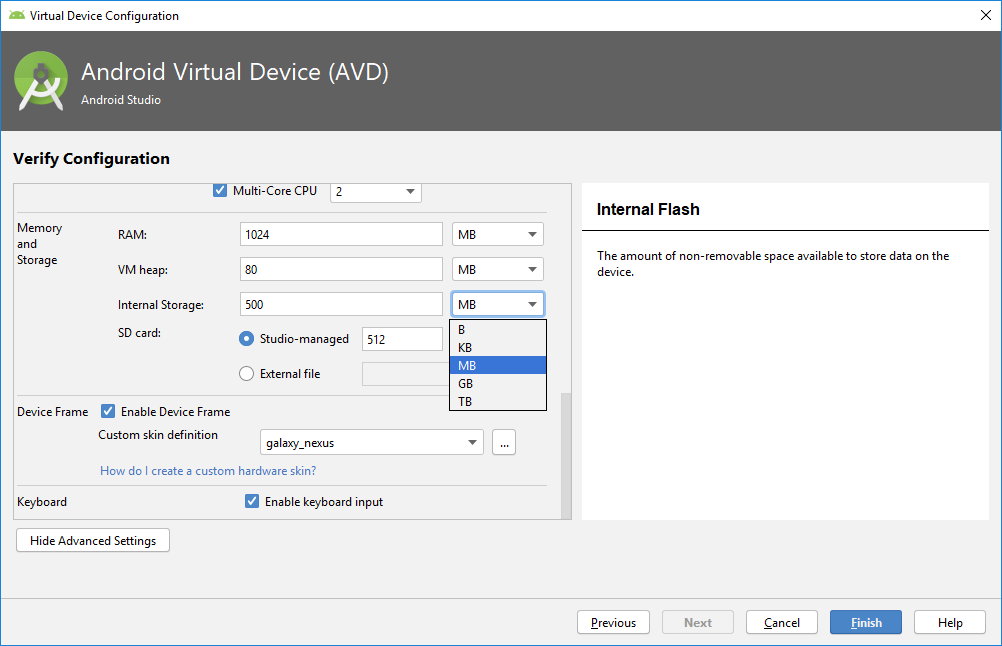 Virtual Device Configuration
Android Virtual Device (AVD)
Android Studio
Verify Configuration
Multi-Core CPU 2
Memory
and
Storage
RAM: 1024 MB
VM heap: 80 MB
Internal Storage: 500 MB
SD card:
Studio-managed 512
External file
B
KB
MB
GB
TB
Device Frame Enable Device Frame
Custom skin definition
galaxy_nexus ...
How do I create a custom hardware skin?
Keyboard Enable keyboard input
Internal Flash
The amount of non-removable space available to store data on the
device.
Hide Advanced Settings
Previous Next Cancel Finish Help